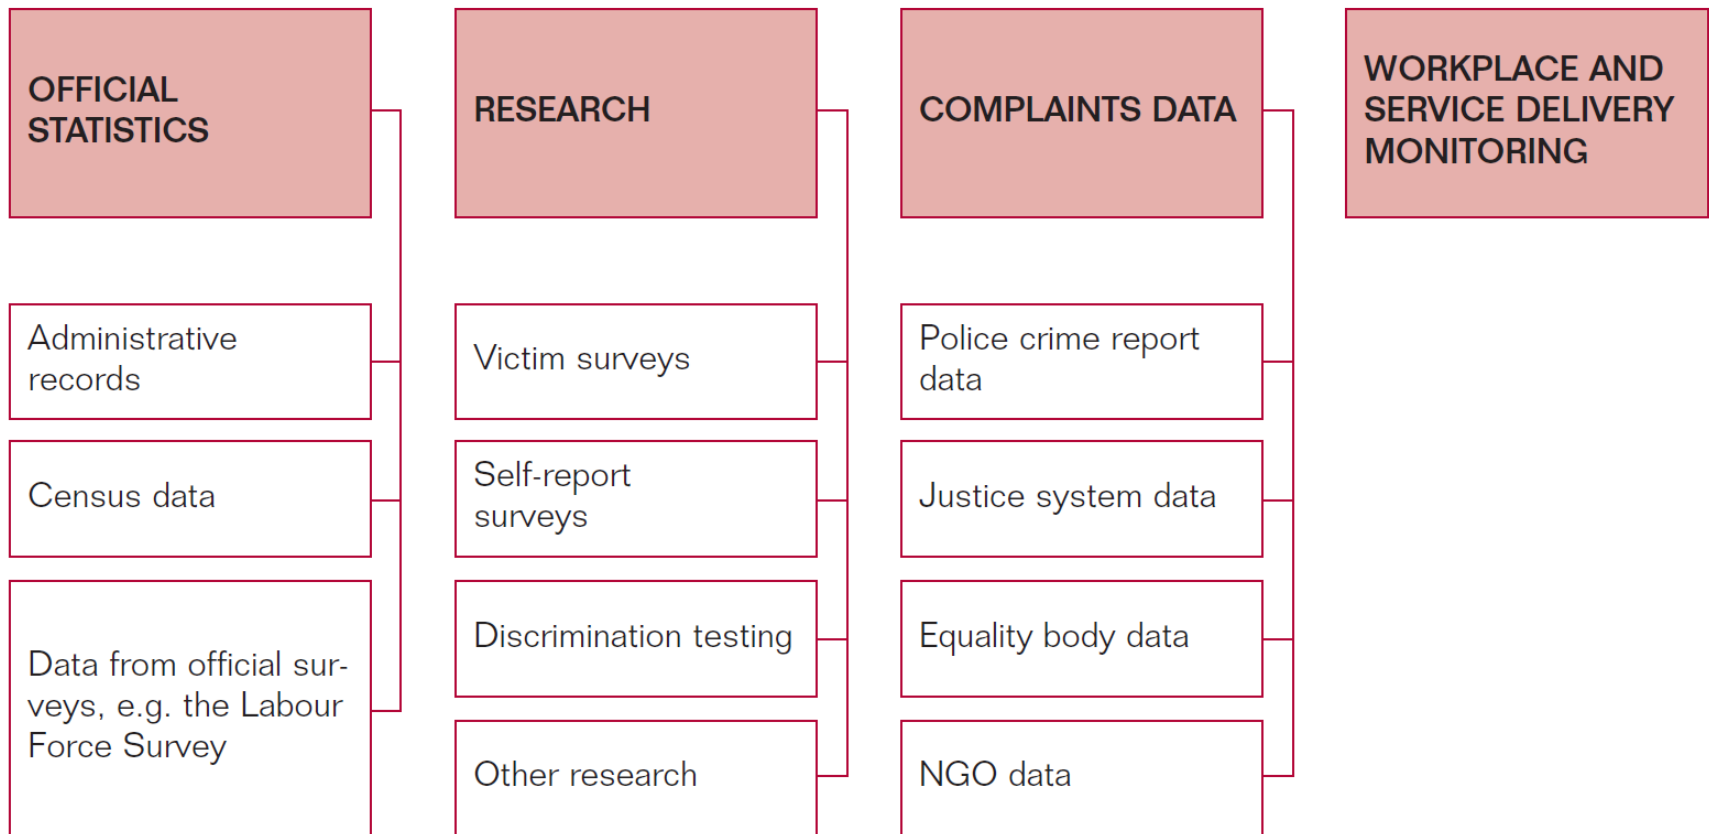 OFFICIAL
STATISTICS
RESEARCH
COMPLAINTS DATA
WORKPLACE AND
SERVICE DELIVERY
MONITORING
Administrative
records
Victim surveys
Police crime report
data
Census data
Self-report
surveys
Justice system data
Data from official sur-
veys, e.g. the Labour
Force Survey
Discrimination testing
Equality body data
Other research
NGO data